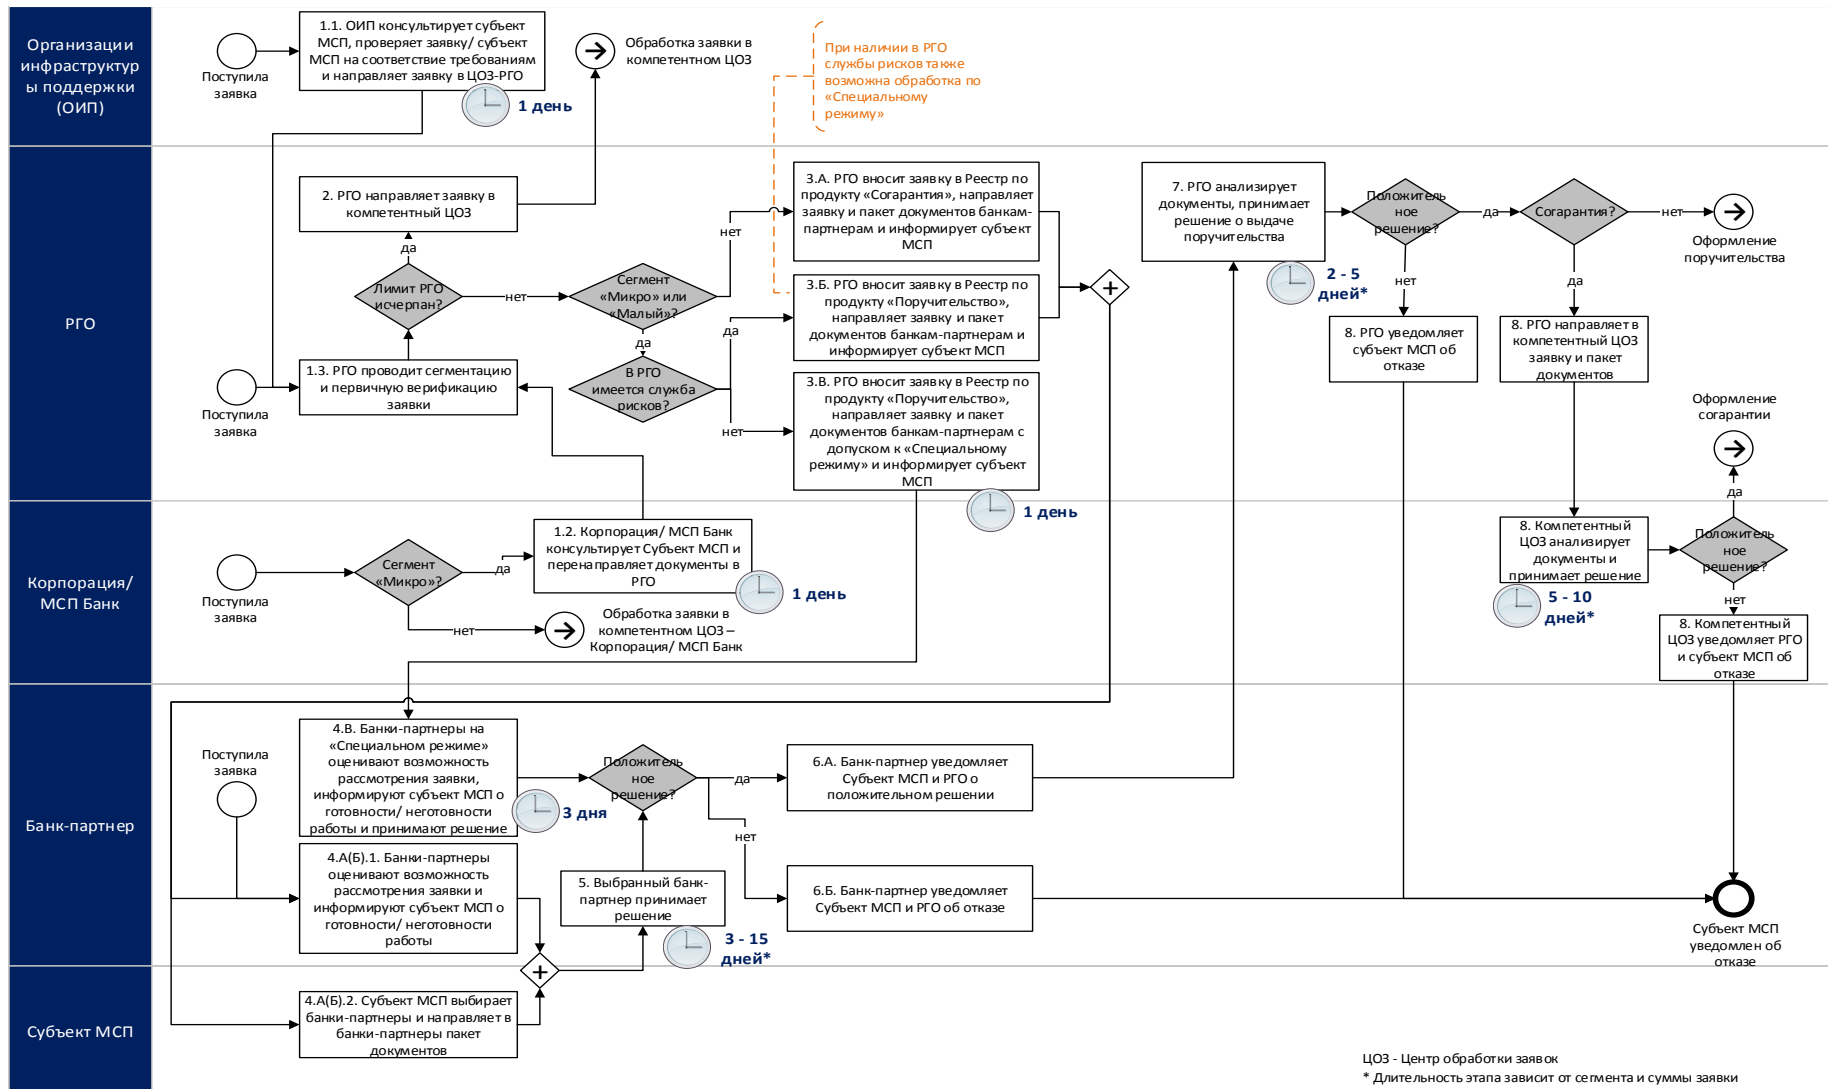 Организации
инфраструктур
ы поддержки
(ОИП)
Поступила
заявка
1.1. ОИП консультирует субъект
МСП, проверяет заявку/ субъект
МСП на соответствие требованиям
и направляет заявку в ЦОЗ-РГО
1 день
Обработка заявки в
компетентном ЦОЗ
При наличии в РГО
службы рисков также
возможна обработка по
«Специальному
режиму»
РГО
2. РГО направляет заявку в
компетентный ЦОЗ
да
Лимит РГО
исчерпан?
нет
Сегмент
«Микро» или
«Малый»?
нет
да
В РГО
имеется служба
рисков?
да
нет
Поступила
заявка
1.3. РГО проводит сегментацию
и первичную верификацию
заявки
3.А. РГО вносит заявку в Реестр по
продукту «Согарантия», направляет
заявку и пакет документов банкам-
партнерам и информирует субъект
МСП
3.Б. РГО вносит заявку в Реестр по
продукту «Поручительство»,
направляет заявку и пакет
документов банкам-партнерам и
информирует субъект МСП
3.В. РГО вносит заявку в Реестр по
продукту «Поручительство»,
направляет заявку и пакет
документов банкам-партнерам с
допуском к «Специальному
режиму» и информирует субъект
МСП
1 день
7. РГО анализирует
документы, принимает
решение о выдаче
поручительства
2 - 5
дней*
Положитель
ное
решение?
да
Согарантия?
нет
Оформление
поручительства
нет
да
8. РГО уведомляет
субъект МСП об
отказе
8. РГО направляет в
компетентный ЦОЗ
заявку и пакет
документов
Оформление
согарантии
да
Корпорация/
МСП Банк
Поступила
заявка
Сегмент
«Микро»?
да
1.2. Корпорация/ МСП Банк
консультирует Субъект МСП и
перенаправляет документы в
РГО
1 день
нет
Обработка заявки в
компетентном ЦОЗ –
Корпорация/ МСП Банк
8. Компетентный
ЦОЗ анализирует
документы и
принимает решение
5 - 10
дней*
Положитель
ное
решение?
нет
8. Компетентный
ЦОЗ уведомляет РГО
и субъект МСП об
отказе
Банк-партнер
Поступила
заявка
4.В. Банки-партнеры на
«Специальном режиме»
оценивают возможность
рассмотрения заявки,
информируют субъект МСП о
готовности/ неготовности
работы и принимают решение
3 дня
Положитель
ное
решение?
да
нет
6.А. Банк-партнер уведомляет
Субъект МСП и РГО о
положительном решении
4.А(Б).1. Банки-партнеры
оценивают возможность
рассмотрения заявки и
информируют субъект МСП о
готовности/ неготовности
работы
5. Выбранный банк-
партнер принимает
решение
3 - 15
дней*
6.Б. Банк-партнер уведомляет
Субъект МСП и РГО об отказе
Субъект МСП
уведомлен об
отказе
Субъект МСП
4.А(Б).2. Субъект МСП выбирает
банки-партнеры и направляет в
банки-партнеры пакет
документов
ЦОЗ - Центр обработки заявок
* Длительность этапа зависит от сегмента и суммы заявки